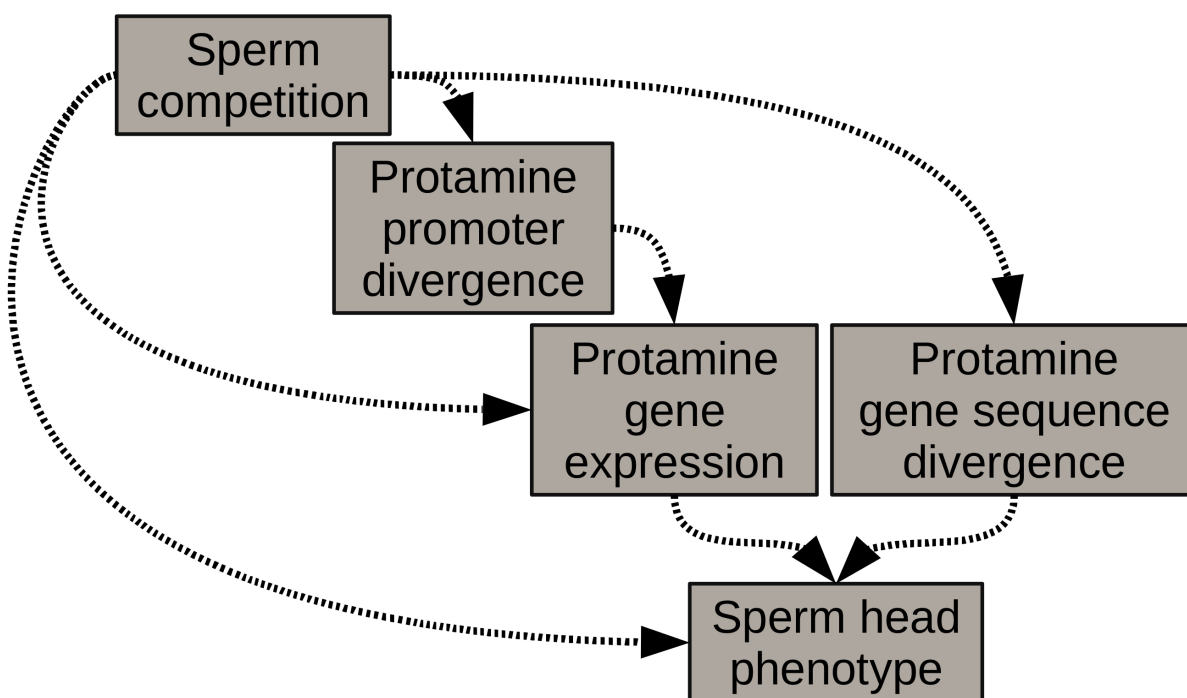 Sperm
competition
Protamine
promoter
divergence
Protamine
gene
expression
Protamine
gene sequence
divergence
Sperm head
phenotype